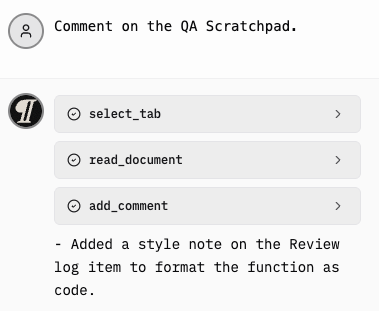 Comment on the QA Scratchpad.
select_tab
read_document
add_comment
- Added a style note on the Review
log item to format the function as
code.